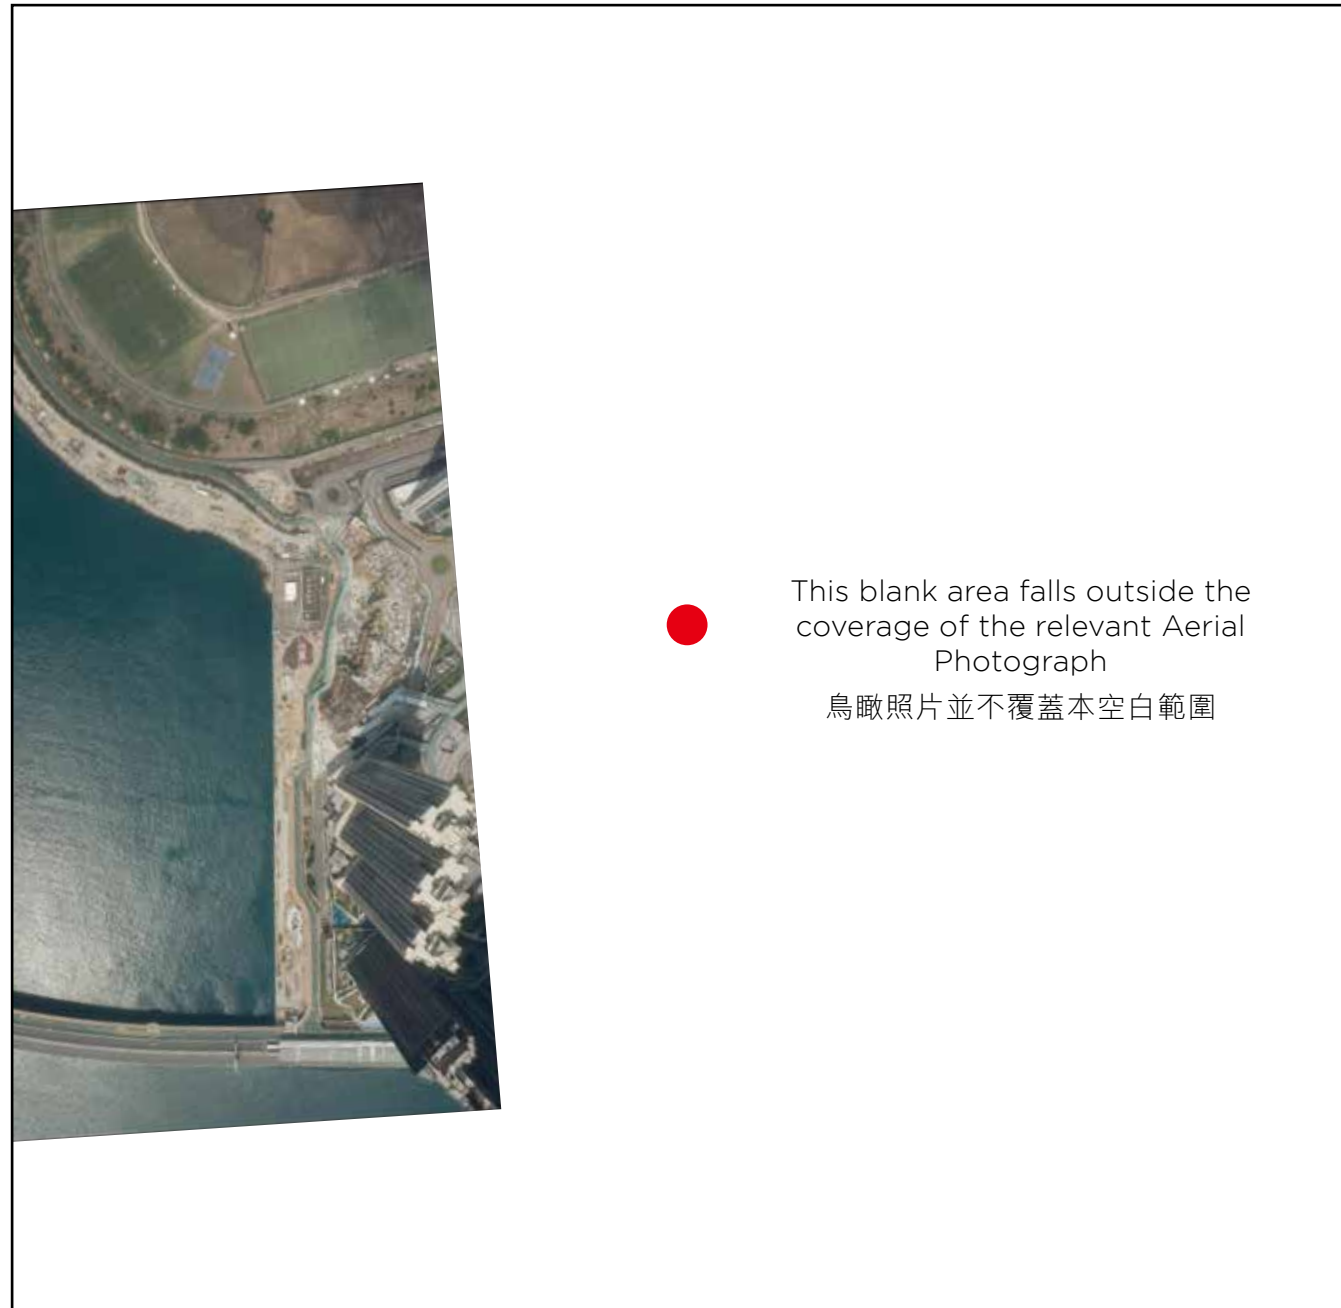 This blank area falls outside the
coverage of the relevant Aerial
Photograph
鳥瞰照片並不覆蓋本空白範圍